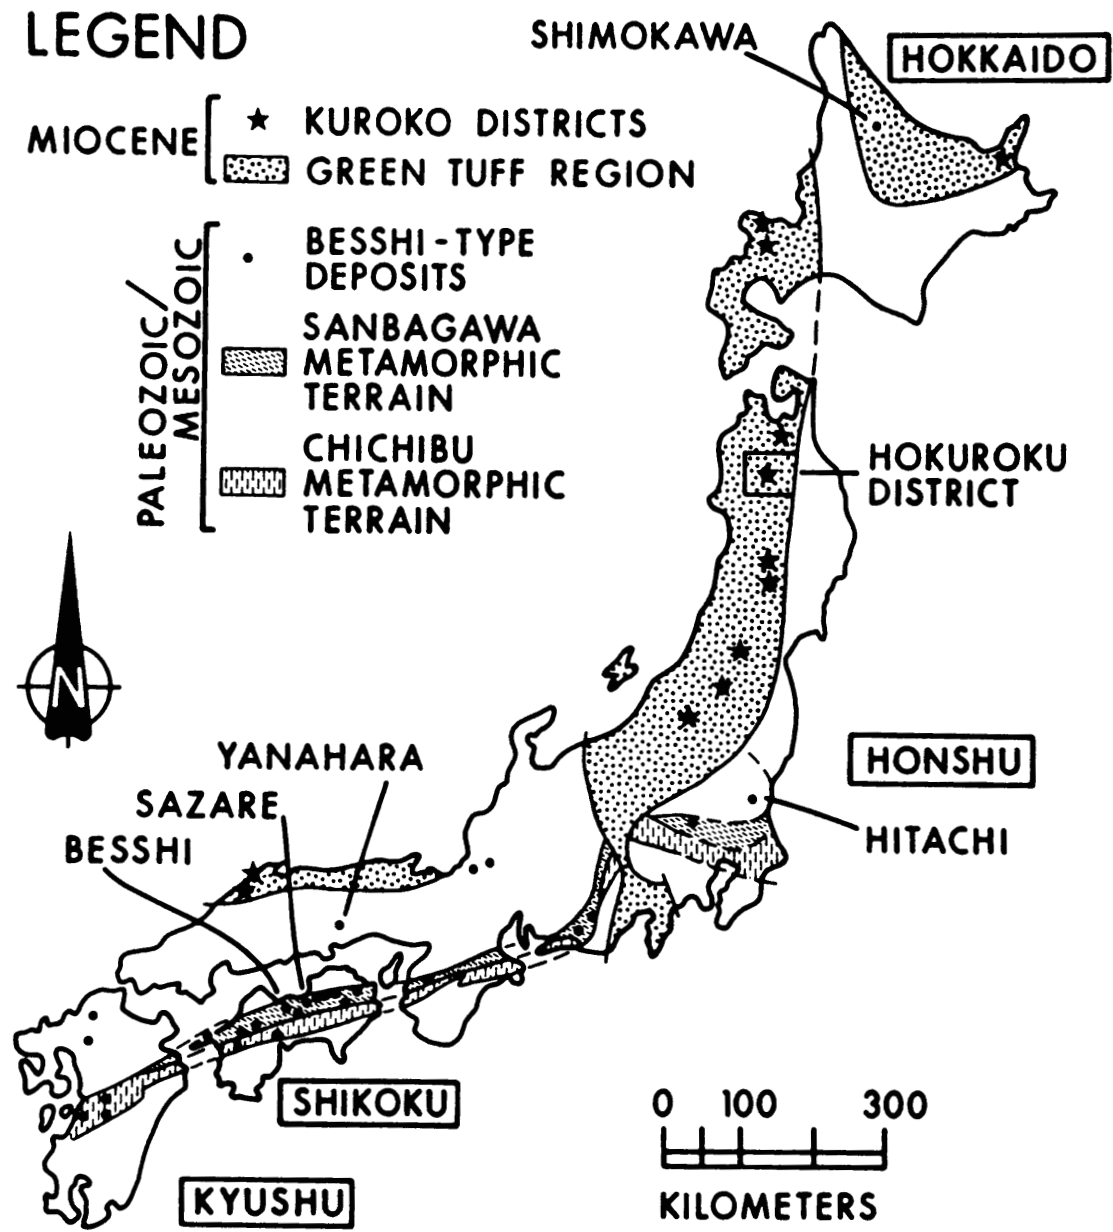 LEGEND
SHIMOKAWA
HOKKAIDO
MIOCENE
KUROKO DISTRICTS
GREEN TUFF REGION
PALEOZOIC/
MESOZOIC
BESSHI-TYPE
DEPOSITS
SANBAGAWA
METAMORPHIC
TERRAIN
CHICHIBU
METAMORPHIC
TERRAIN
HOKUROKU
DISTRICT
N
YANAHARA
SAZARE
BESSHI
HONSHU
HITACHI
SHIKOKU
KYUSHU
0 100 300
KILOMETERS